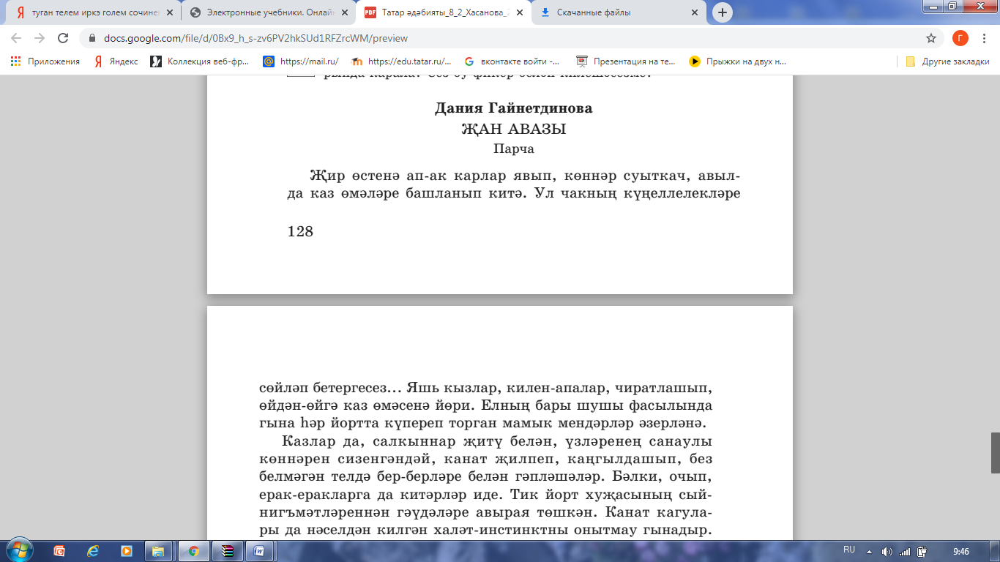 туган телем иркэ голем сочинен
Электронные учебники. Онлайн
Татар әдәбияты_8_2_Хасанова_2
Скачанные файлы
docs.google.com/file/d/0Bx9_h_s-zv6PV2hkSUd1RFZrcWM/preview
Приложения Яндекс Коллекция веб-фр... https://mail.ru/ https://edu.tatar.ru/... вконтакте войти -... Презентация на те... Прыжки на двух н... Другие закладки
Дания Гайнетдинова
ҖАН АВАЗЫ
Парча
Җир өстенә ап-ак карлар явып, көннәр суыткач, авыл-
да каз өмәләре башланып китә. Ул чакның күңеллелекләре
128
сөйләп бетергесез... Яшь кызлар, килен-апалар, чиратлашып,
өйдән-өйгә каз өмәсенә йөри. Елның бары шушы фасылында
гына һәр йортта күпереп торган мамык мендәрләр әзерләнә.
Казлар да, салкыннар җитү белән, үзләренең санаулы
көннәрен сизенгәндәй, канат җилпеп, каңгылдашып, без
белмәгән телдә бер-берләре белән гәпләшәләр. Бәлки, очып,
ерак-еракларга да китәрләр иде. Тик йорт хуҗасының сый-
нигъмәтләреннән гәүдәләре авырая төшкән. Канат кагула-
ры да нәселдән килгән халәт-инстинктны онытмау гынадыр.
RU 9:46